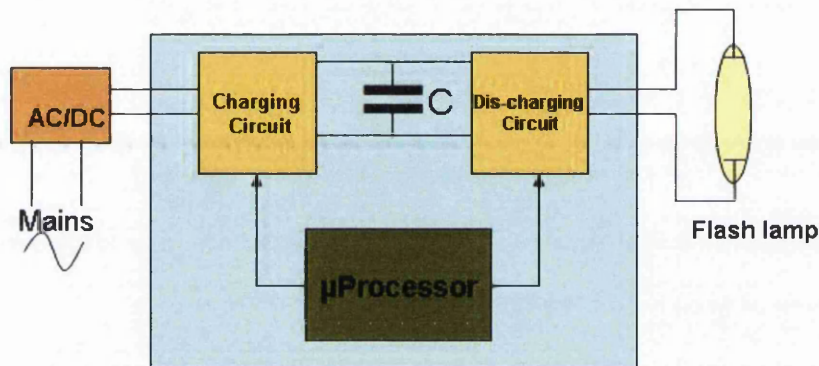 AC/DC
Charging
Circuit
C
Dis-charging
Circuit
Mains
µProcessor
Flash lamp